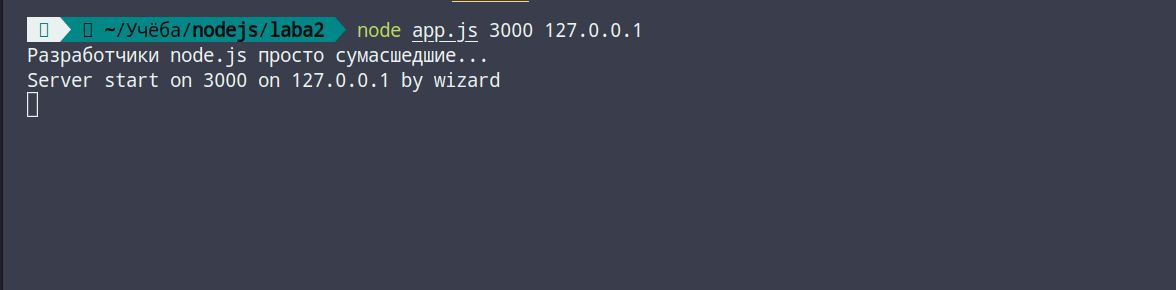 ~/Учёба/nodejs/laba2 node app.js 3000 127.0.0.1
Разработчики node.js просто сумасшедшие...
Server start on 3000 on 127.0.0.1 by wizard